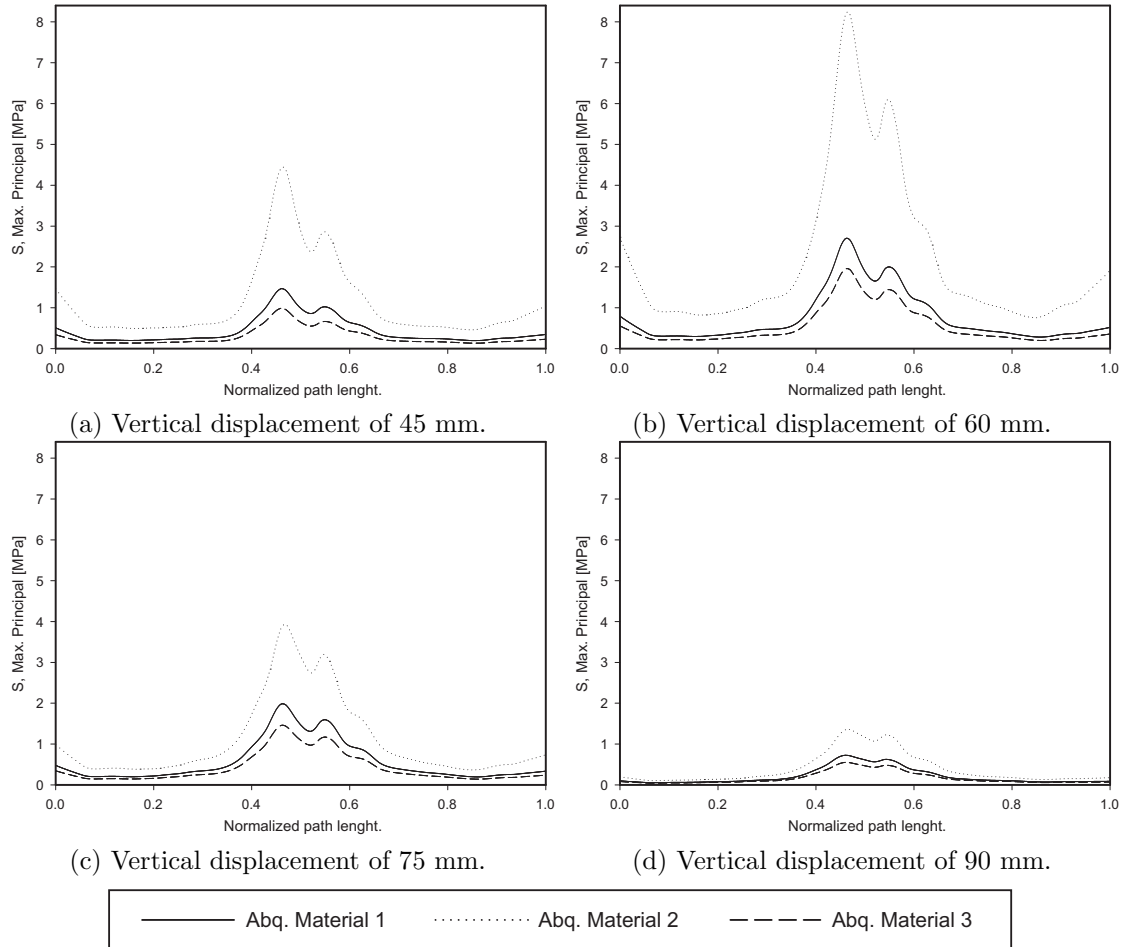 8
7
6
5
4
3
2
1
0
S, Max. Principal [MPa]
0.0 0.2 0.4 0.6 0.8 1.0
Normalized path lenght.
(a) Vertical displacement of 45 mm.
8
7
6
5
4
3
2
1
0
S, Max. Principal [MPa]
0.0 0.2 0.4 0.6 0.8 1.0
Normalized path lenght.
(b) Vertical displacement of 60 mm.
8
7
6
5
4
3
2
1
0
S, Max. Principal [MPa]
0.0 0.2 0.4 0.6 0.8 1.0
Normalized path lenght.
(c) Vertical displacement of 75 mm.
8
7
6
5
4
3
2
1
0
S, Max. Principal [MPa]
0.0 0.2 0.4 0.6 0.8 1.0
Normalized path lenght.
(d) Vertical displacement of 90 mm.
Abq. Material 1 Abq. Material 2 Abq. Material 3